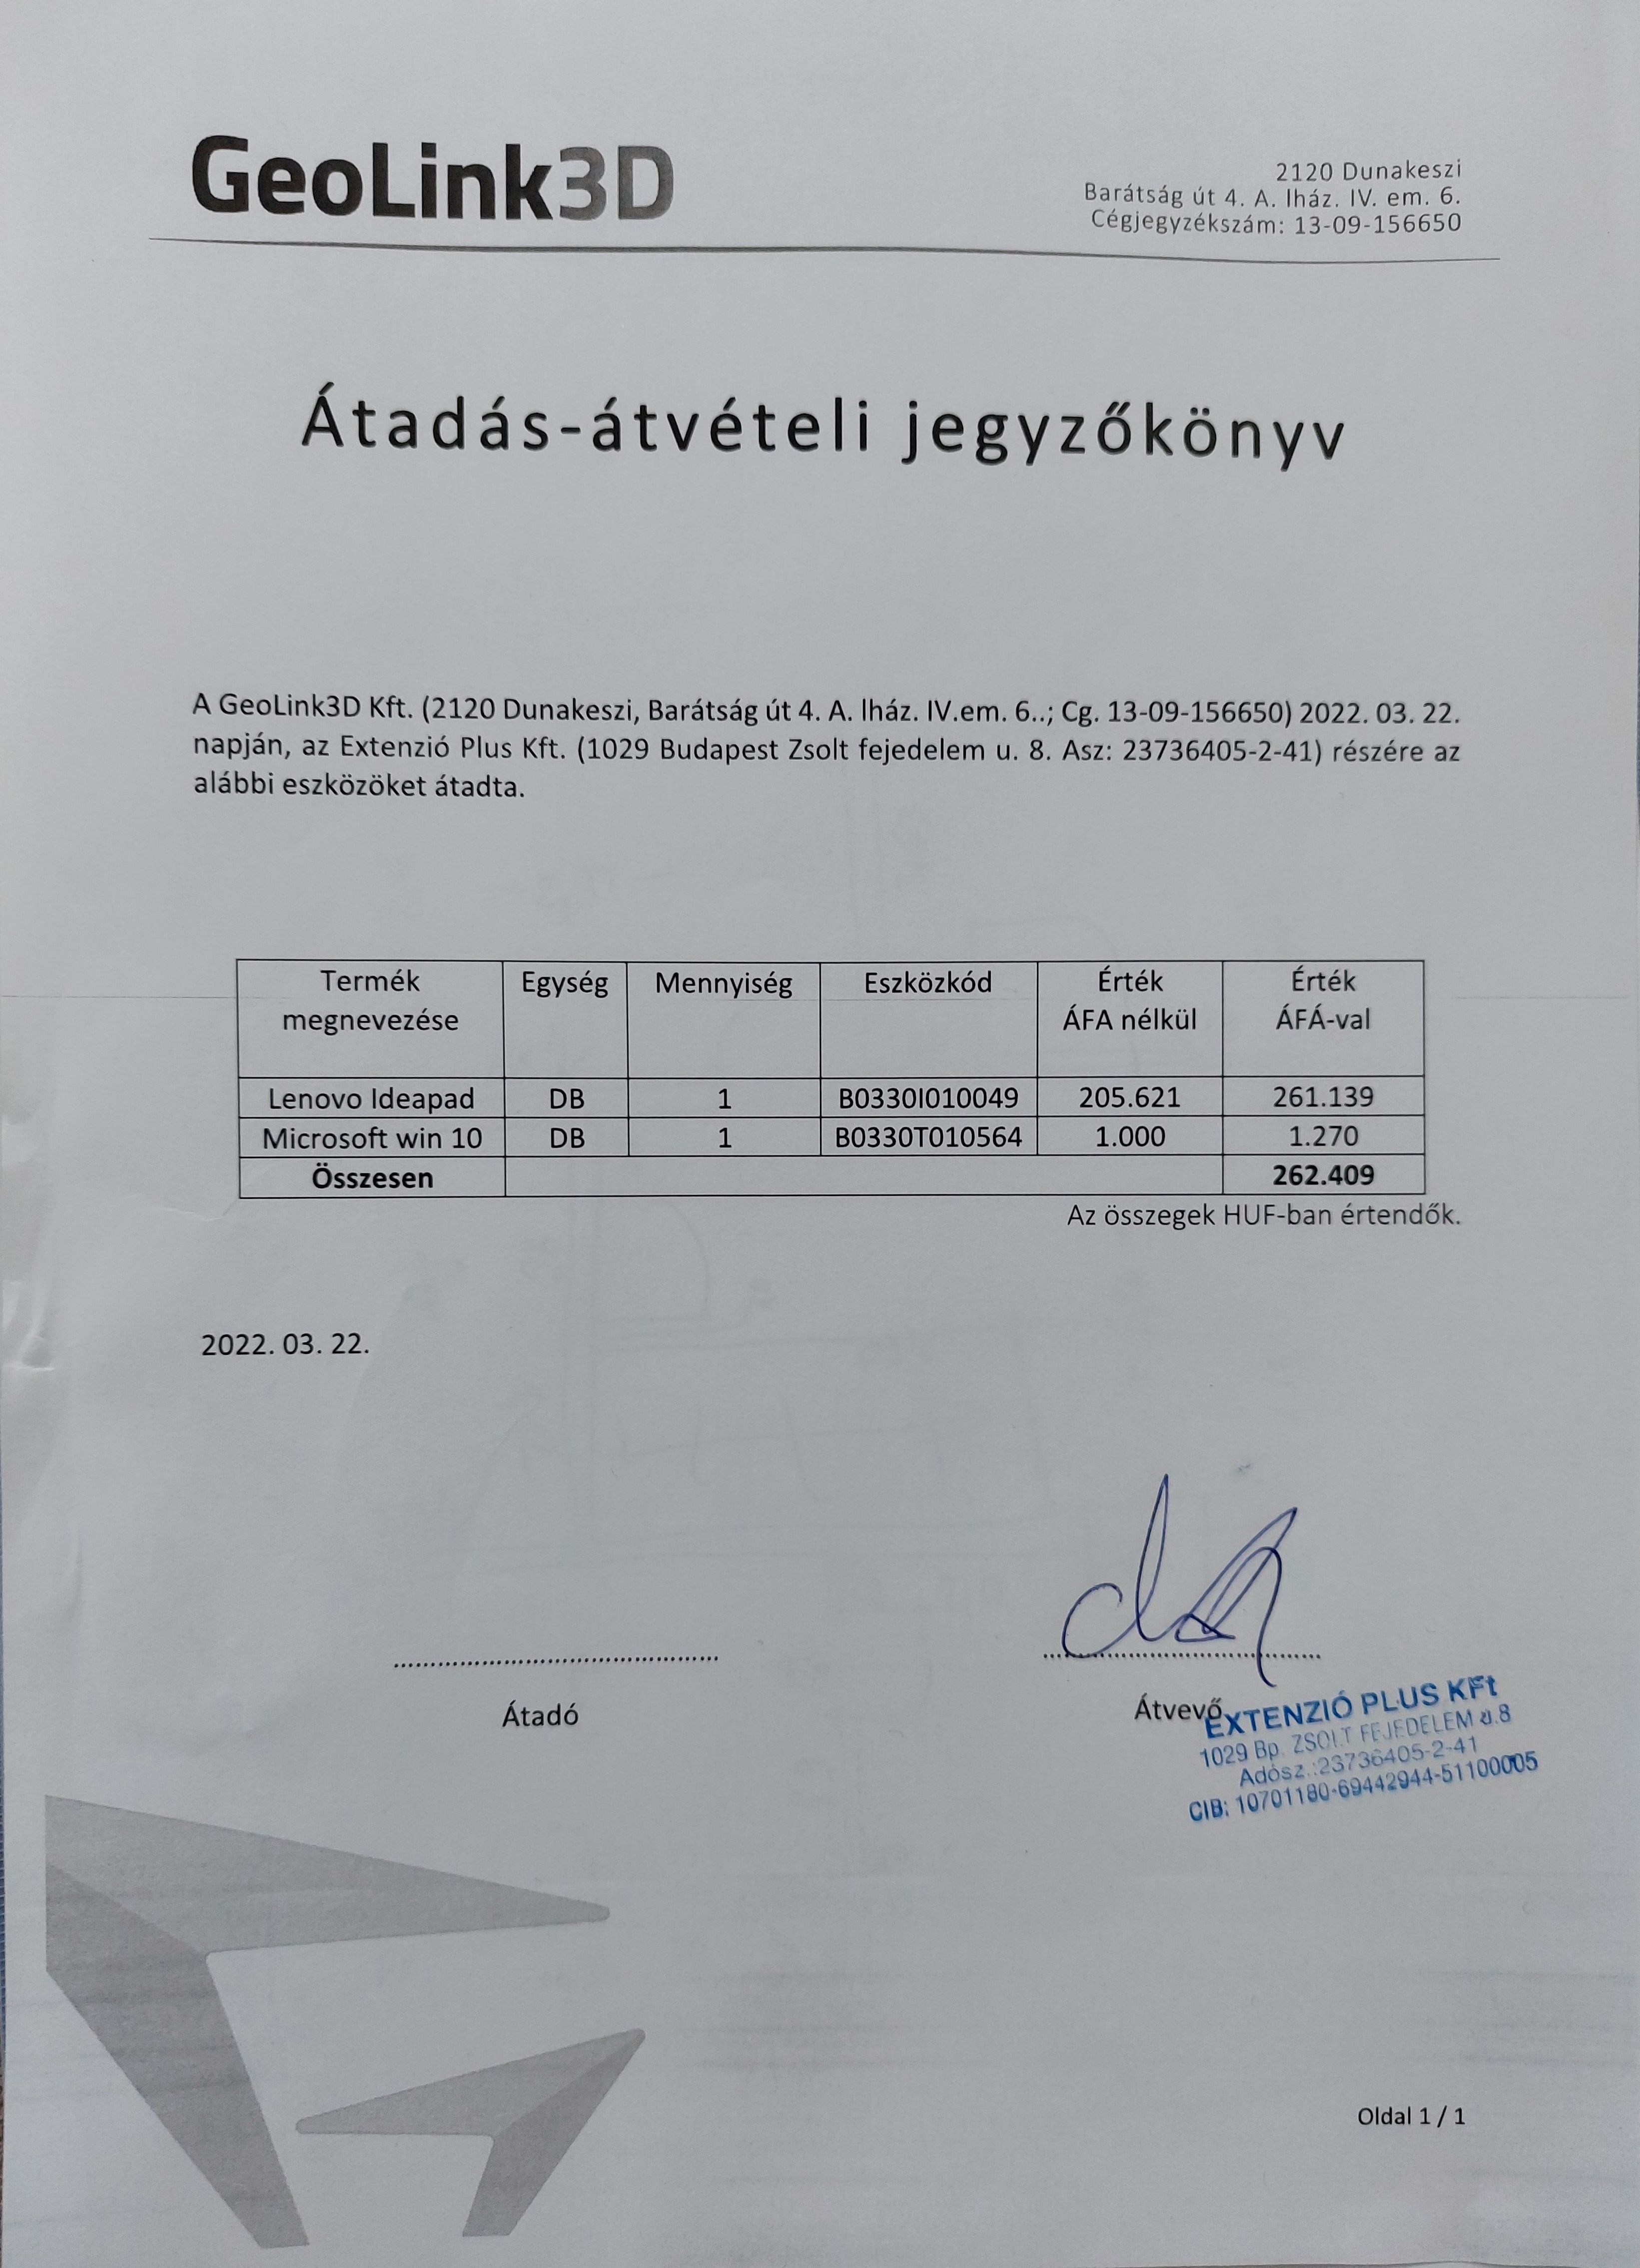 GeoLink3D
2120 Dunakeszi
Barátság út 4. A. lház. IV. em. 6.
Cégjegyzékszám: 13-09-156650
Átadás-átvételi jegyzőkönyv
A GeoLink3D Kft. (2120 Dunakeszi, Barátság út 4. A. lház. IV.em. 6..; Cg. 13-09-156650) 2022. 03. 22.
napján, az Extenzió Plus Kft. (1029 Budapest Zsolt fejedelem u. 8. Asz: 23736405-2-41) részére az
alábbi eszközöket átadta.
Termék megnevezése Egység Mennyiség Eszközkód Érték ÁFA nélkül Érték ÁFÁ-val
Lenovo Ideapad DB 1 B0330I010049 205.621 261.139
Microsoft win 10 DB 1 B0330T010564 1.000 1.270
Összesen 262.409
Az összegek HUF-ban értendők.
2022. 03. 22.
Átadó
Átvevő
EXTENZIÓ PLUS KFt
1029 Bp. ZSOLT FEJEDELEM u.8
Adósz.:23736405-2-41
CIB: 10701180-69442944-51100005
Oldal 1 / 1